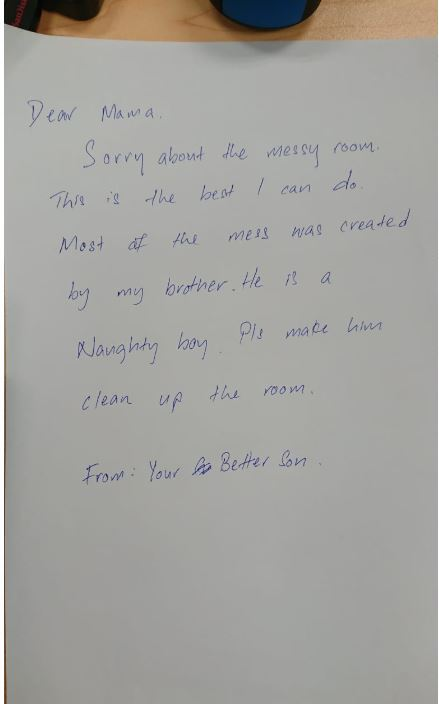 Dear Mama.
Sorry about the messy room.
This is the best I can do.
Most of the mess was created
by my brother. He is a
Naughty boy. Pls make him
clean up the room.
From: Your Better Son.